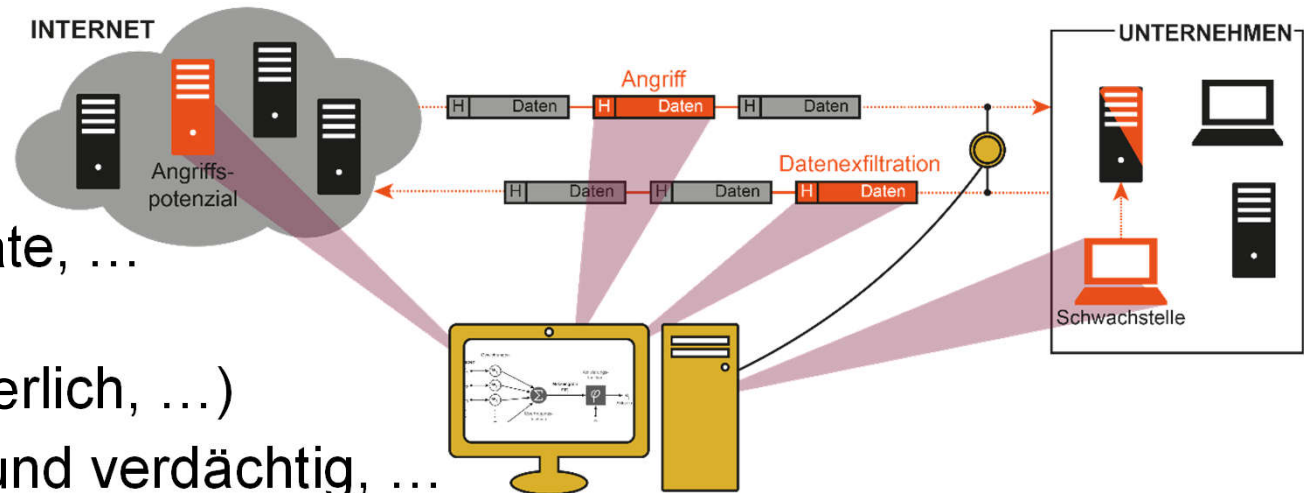 INTERNET
UNTERNEHMEN
Angriff
H Daten H Daten H Daten
Angriffs-
potenzial
Datenexfiltration
H Daten H Daten H Daten
Schwachstelle
ate, …
erlich, …)
und verdächtig, …
Σ
φ